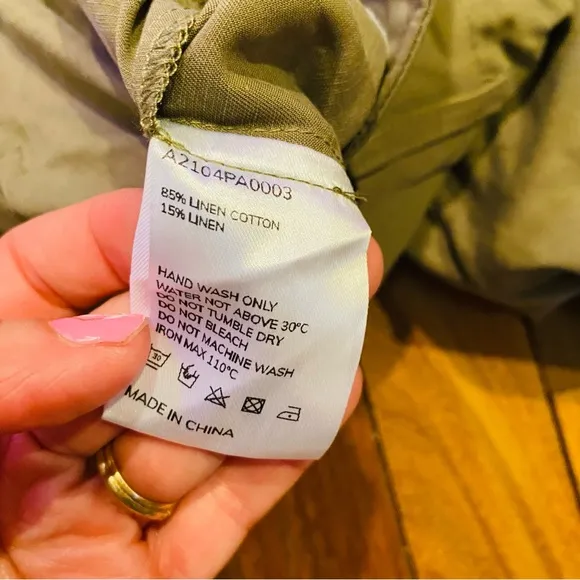 A2104PA0003
85% LINEN COTTON
15% LINEN
HAND WASH ONLY
WATER NOT ABOVE 30°C
DO NOT TUMBLE DRY
DO NOT BLEACH
DO NOT MACHINE WASH
IRON MAX 110°C
30
MADE IN CHINA